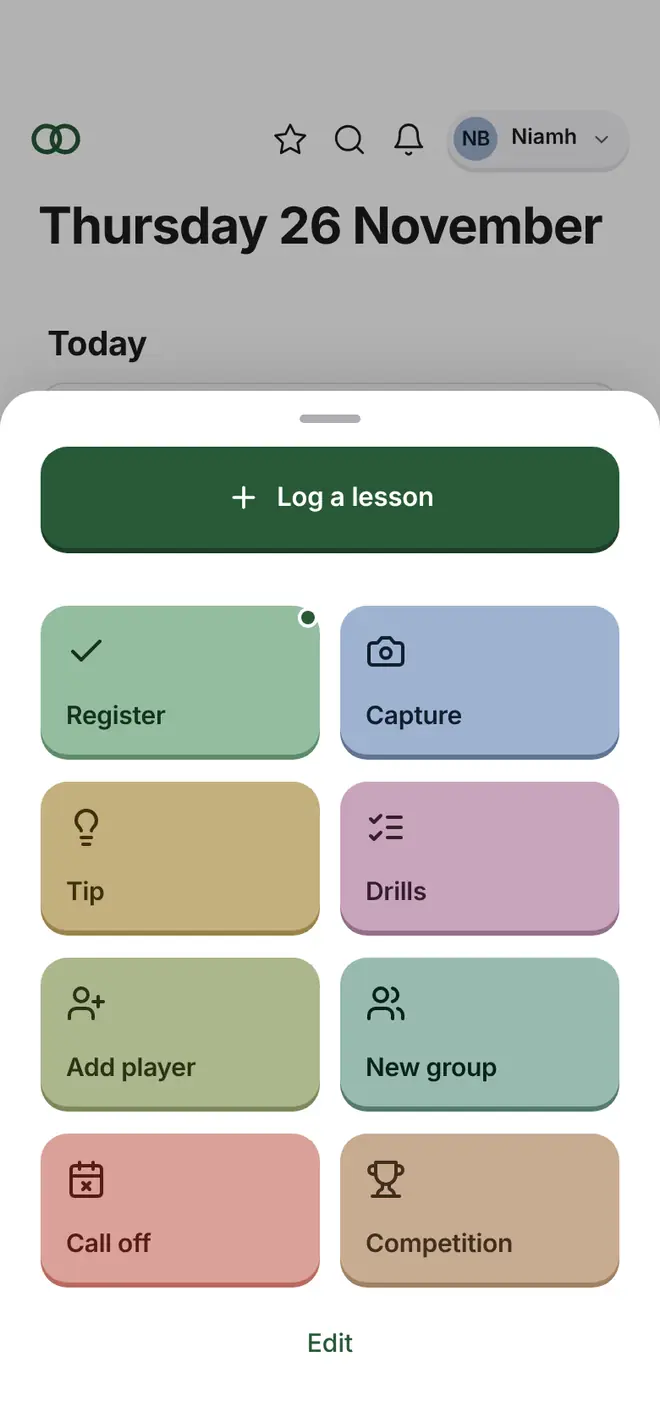 NB Niamh
Thursday 26 November
Today
Log a lesson
Register
Capture
Tip
Drills
Add player
New group
Call off
Competition
Edit